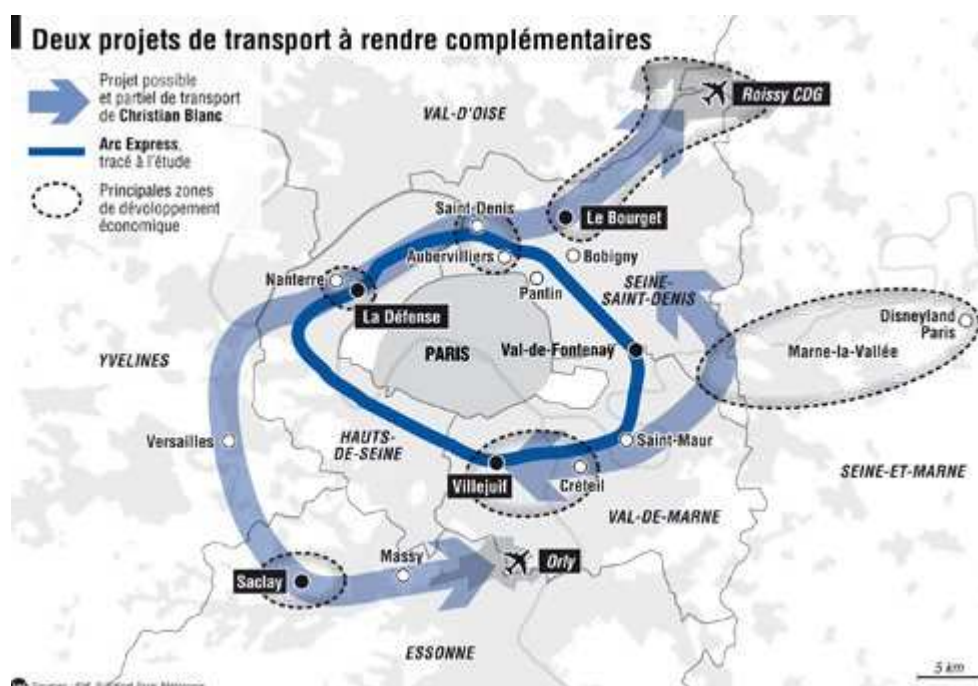 Deux projets de transport à rendre complémentaires
Projet possible
et partiel de transport
de Christian Blanc
Arc Express,
tracé à l'étude
Principales zones
de dévoloppement
économique
VAL-D'OISE
Roissy CDG
Saint-Denis
Le Bourget
Aubervilliers
Bobigny
Nanterre
Pantin
SEINE-
SAINT-DENIS
La Défense
Disneyland
Paris
YVELINES
PARIS
Val-de-Fontenay
Marne-la-Vallée
Versailles
HAUTS-
DE-SEINE
Saint-Maur
Villejuif
Créteil
SEINE-ET-MARNE
VAL-DE-MARNE
Massy
Orly
Saclay
ESSONNE
5 km